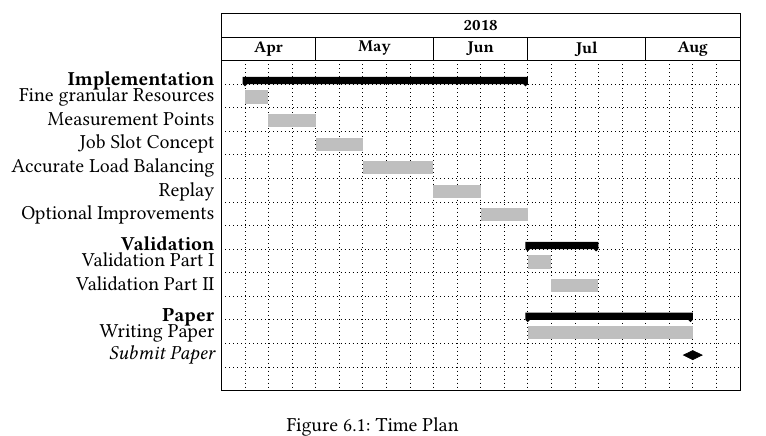 2018
Apr May Jun Jul Aug
Implementation
Fine granular Resources
Measurement Points
Job Slot Concept
Accurate Load Balancing
Replay
Optional Improvements
Validation
Validation Part I
Validation Part II
Paper
Writing Paper
Submit Paper
Figure 6.1: Time Plan